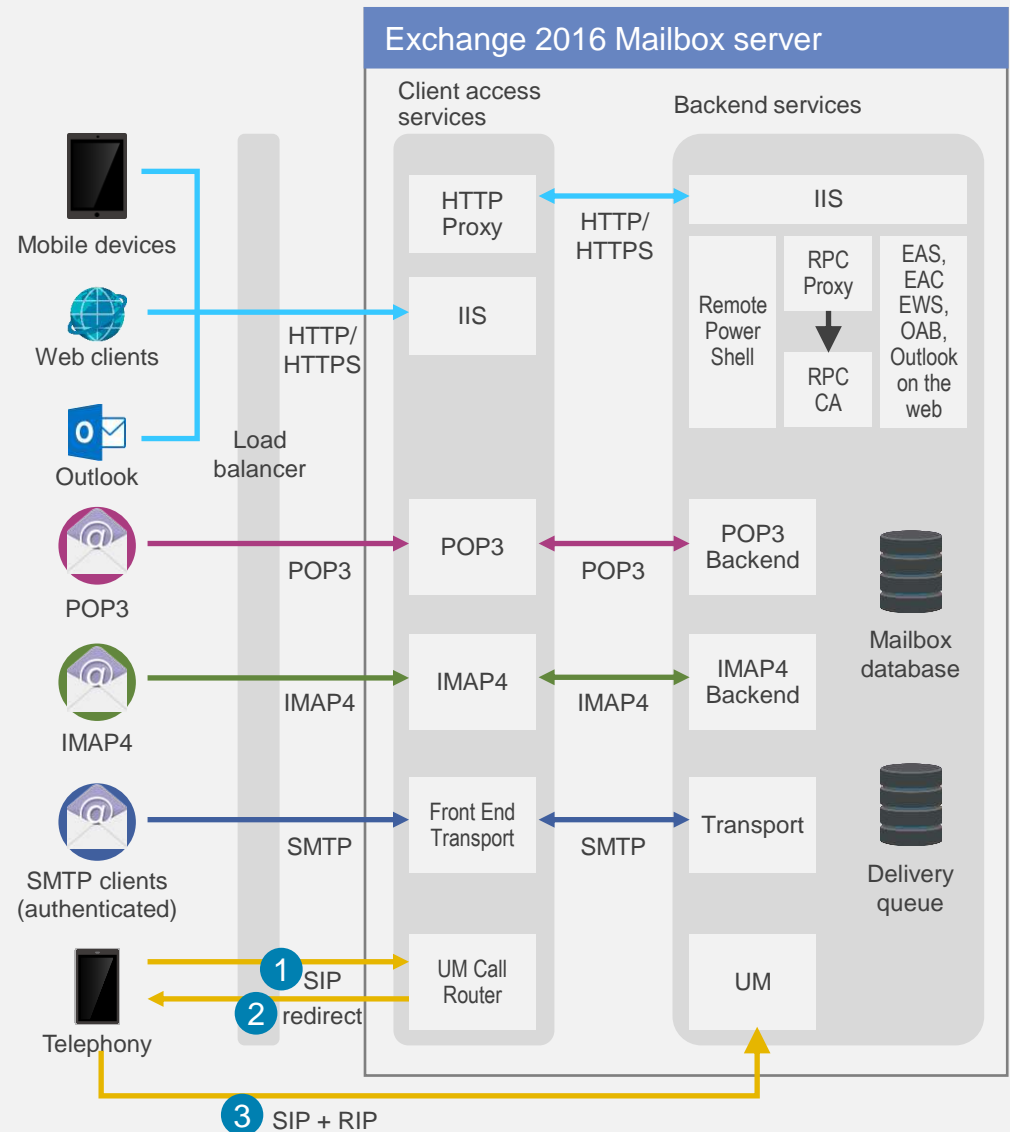 Exchange 2016 Mailbox server
Client access
services
Backend services
Mobile devices
Web clients
Outlook
HTTP/
HTTPS
Load
balancer
HTTP
Proxy
IIS
HTTP/
HTTPS
IIS
Remote
Power
Shell
RPC
Proxy
RPC
CA
EAS,
EAC
EWS,
OAB,
Outlook
on the
web
POP3
POP3
POP3
POP3
POP3
Backend
Mailbox
database
IMAP4
IMAP4
IMAP4
IMAP4
IMAP4
Backend
SMTP clients
(authenticated)
SMTP
Front End
Transport
SMTP
Transport
Delivery
queue
Telephony
1 SIP
2 redirect
UM Call
Router
UM
3 SIP + RIP